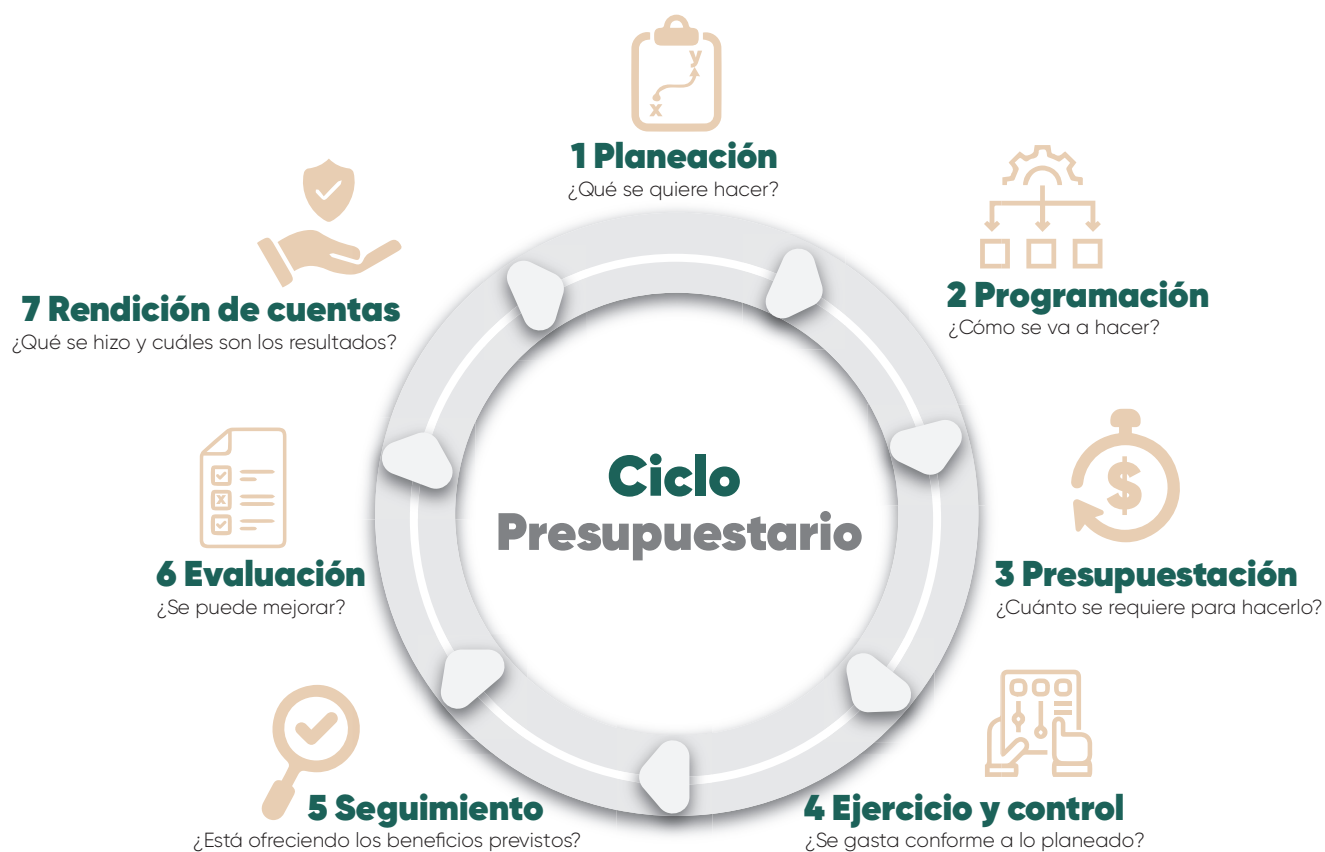 y
x
1 Planeación
¿Qué se quiere hacer?
2 Programación
¿Cómo se va a hacer?
$
3 Presupuestación
¿Cuánto se requiere para hacerlo?
4 Ejercicio y control
¿Se gasta conforme a lo planeado?
5 Seguimiento
¿Está ofreciendo los beneficios previstos?
6 Evaluación
¿Se puede mejorar?
7 Rendición de cuentas
¿Qué se hizo y cuáles son los resultados?
Ciclo
Presupuestario